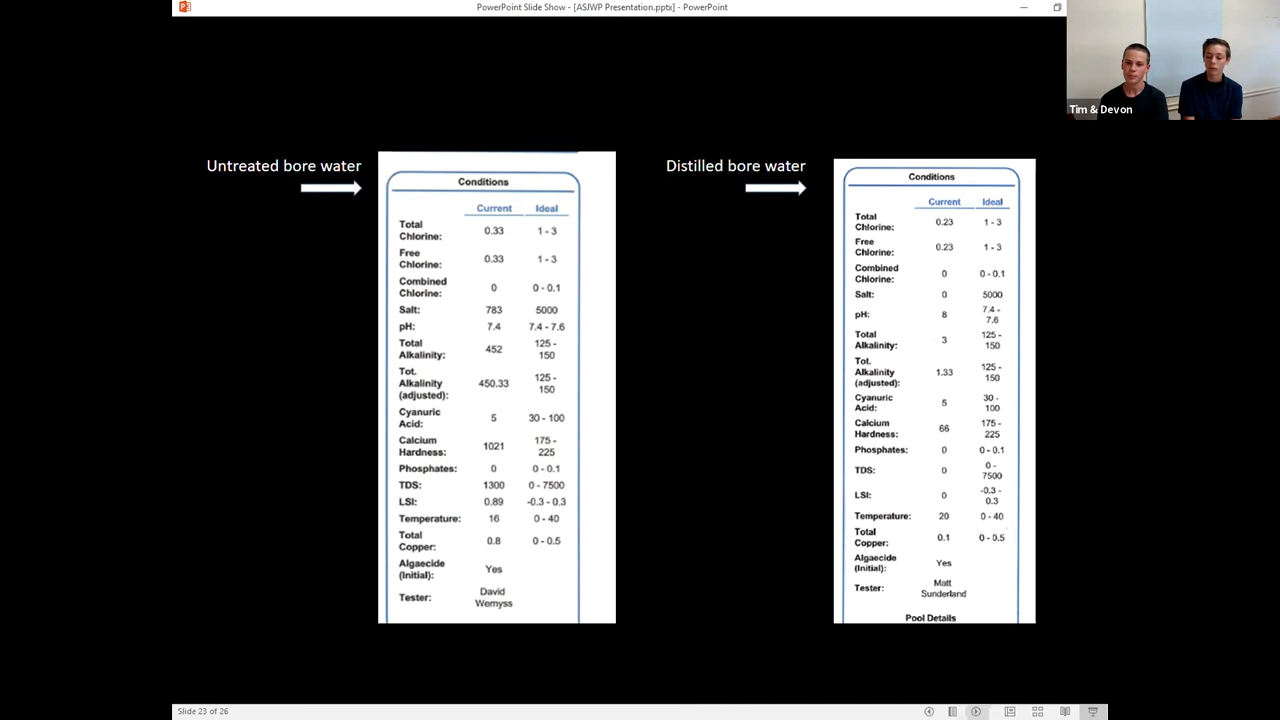 PowerPoint Slide Show - [ASJWP Presentation.pptx] - PowerPoint
Tim & Devon
Untreated bore water
Conditions
Current Ideal
Total
Chlorine: 0.33 1 - 3
Free
Chlorine: 0.33 1 - 3
Combined
Chlorine: 0 0 - 0.1
Salt: 783 5000
pH: 7.4 7.4 - 7.6
Total
Alkalinity: 452 125 -
150
Tot.
Alkalinity
(adjusted): 450.33 125 -
150
Cyanuric
Acid: 5 30 - 100
Calcium
Hardness: 1021 175 -
225
Phosphates: 0 0 - 0.1
TDS: 1300 0 - 7500
LSI: 0.89 -0.3 - 0.3
Temperature: 16 0 - 40
Total
Copper: 0.8 0 - 0.5
Algaecide
(Initial): Yes
Tester: David
Wemyss
Distilled bore water
Conditions
Current Ideal
Total
Chlorine: 0.23 1 - 3
Free
Chlorine: 0.23 1 - 3
Combined
Chlorine: 0 0 - 0.1
Salt: 0 5000
pH: 8 7.4 -
7.6
Total
Alkalinity: 3 125 -
150
Tot.
Alkalinity
(adjusted): 1.33 125 -
150
Cyanuric
Acid: 5 30 -
100
Calcium
Hardness: 66 175 -
225
Phosphates: 0 0 - 0.1
TDS: 0 0 -
7500
LSI: 0 -0.3 -
0.3
Temperature: 20 0 - 40
Total
Copper: 0.1 0 - 0.5
Algaecide
(Initial): Yes
Tester: Matt
Sunderland
Pool Details
Slide 23 of 26